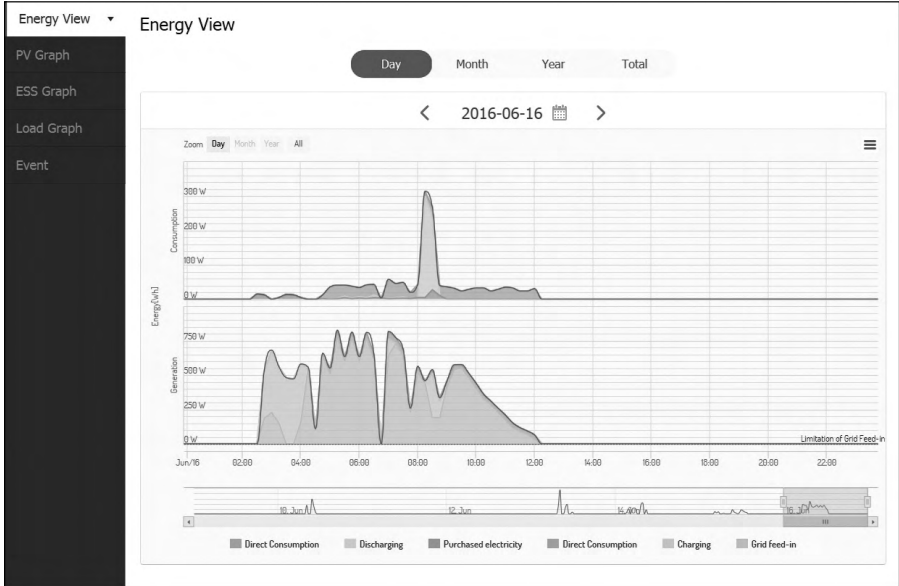 Energy View ▼
PV Graph
ESS Graph
Load Graph
Event
Energy View
Day Month Year Total
2016-06-16
Zoom Day Month Year All
Energy[Wh]
Consumption
300 W
200 W
100 W
0 W
Generation
750 W
500 W
250 W
0 W
Limitation of Grid Feed-in
Jun/16 02:00 04:00 06:00 08:00 10:00 12:00 14:00 16:00 18:00 20:00 22:00
10. Jun 12. Jun 14. Jun 16. Jun
Direct Consumption Discharging Purchased electricity Direct Consumption Charging Grid feed-in